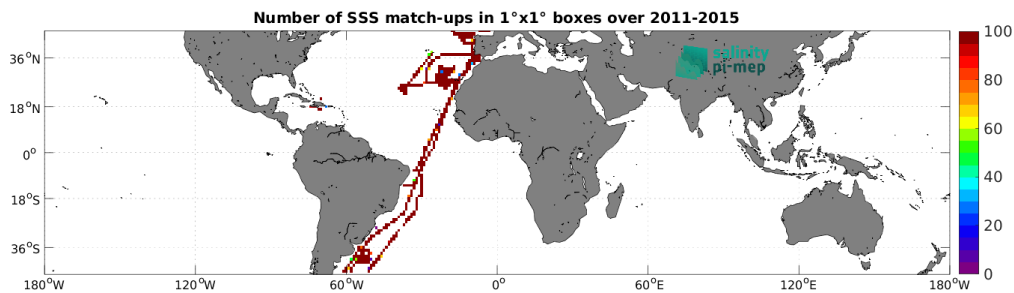 Number of SSS match-ups in 1°x1° boxes over 2011-2015
36°N
18°N
0°
18°S
36°S
180°W
120°W
60°W
0°
60°E
120°E
180°W
100
80
60
40
20
0
salinity
pi-mep